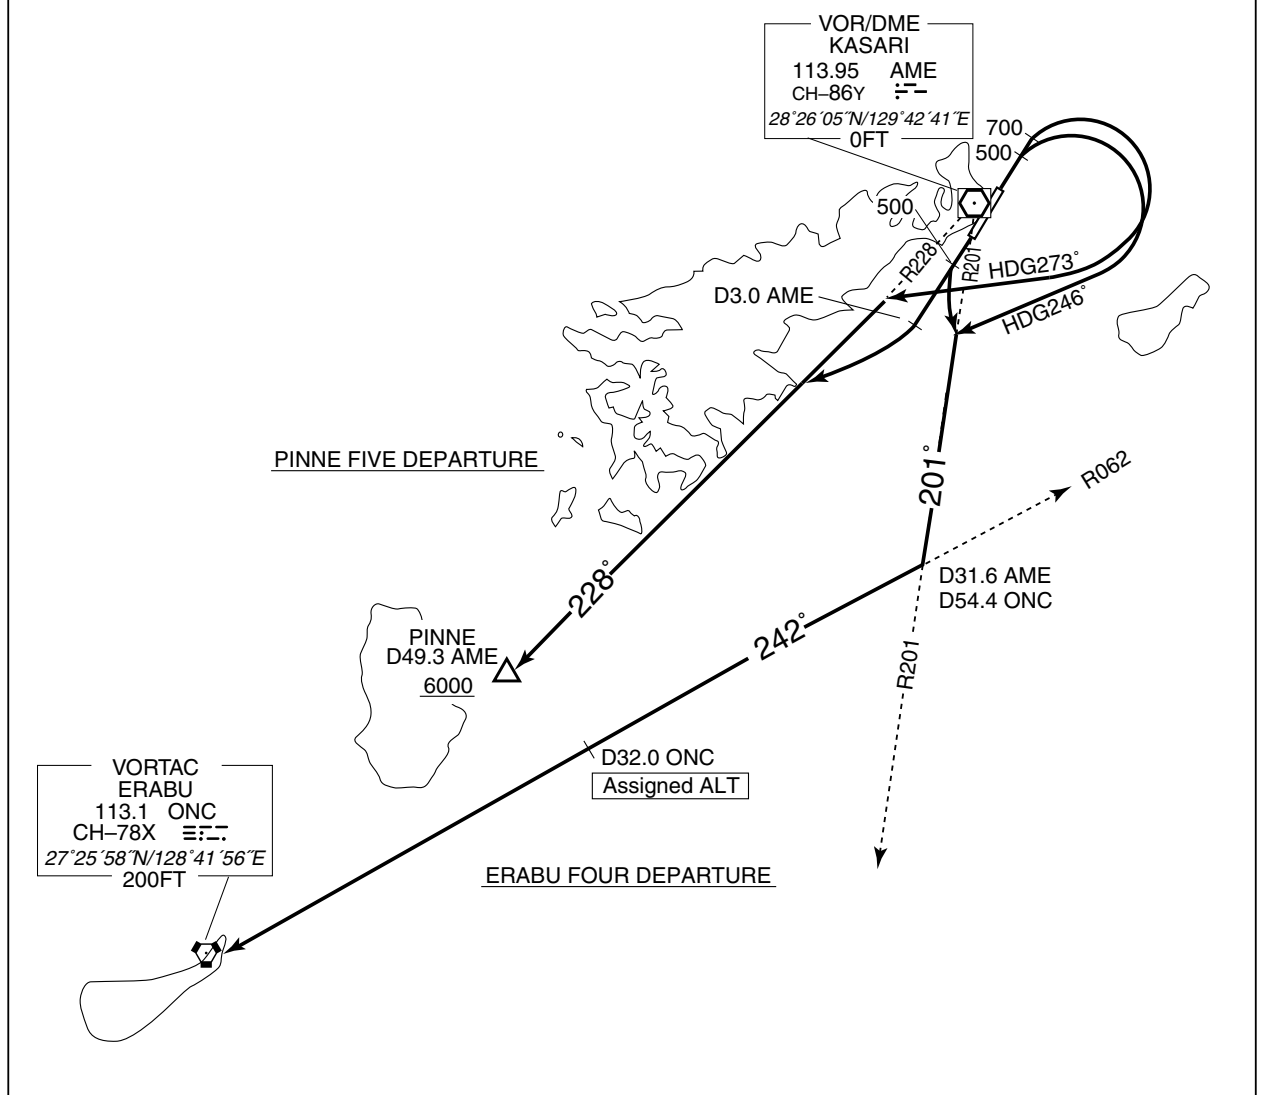 VOR/DME
KASARI
113.95 AME
CH–86Y
28°26´05˝N/129°42´41˝E
0FT
700
500
500
R228
R201
HDG273°
D3.0 AME
HDG246°
PINNE FIVE DEPARTURE
201°
R062
D31.6 AME
D54.4 ONC
228°
242°
PINNE
D49.3 AME
6000
R201
D32.0 ONC
Assigned ALT
VORTAC
ERABU
113.1 ONC
CH–78X
27°25´58˝N/128°41´56˝E
200FT
ERABU FOUR DEPARTURE